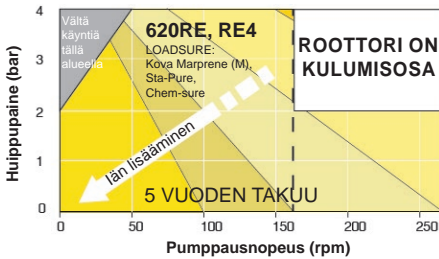 Huippupaine (bar)
4
3
2
1
0
Vältä
käyntiä
tällä
alueella
620RE, RE4
LOADSURE:
Kova Marprene (M),
Sta-Pure,
Chem-sure
ROOTTORI ON
KULUMISOSA
Iän lisääminen
5 VUODEN TAKUU
0
50
100
150
200
250
Pumppausnopeus (rpm)